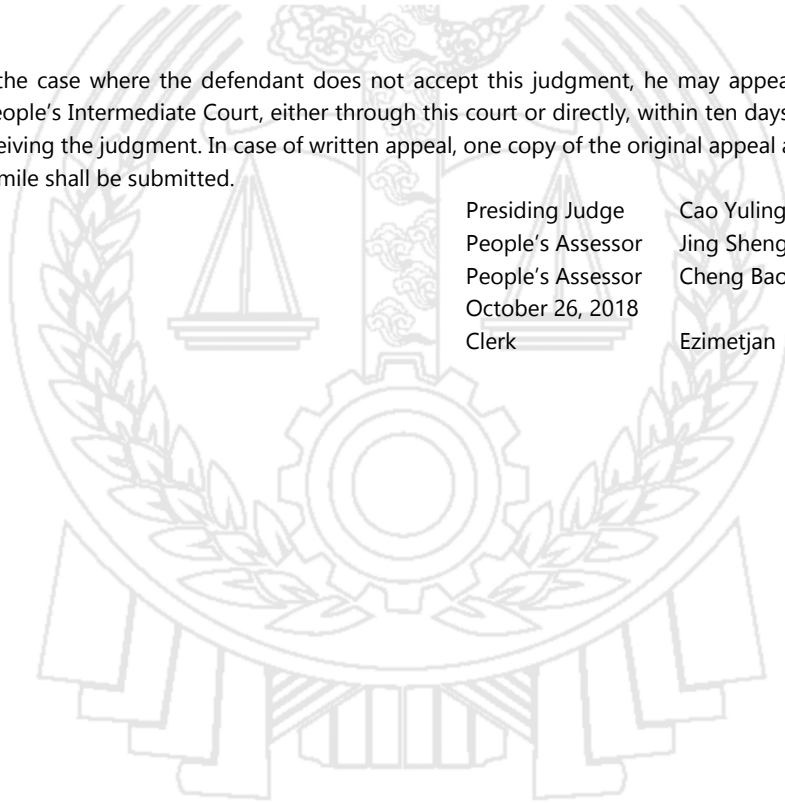 the case where the defendant does not accept this judgment, he may appea
eople's Intermediate Court, either through this court or directly, within ten days
eiving the judgment. In case of written appeal, one copy of the original appeal a
mile shall be submitted.
Presiding Judge Cao Yuling
People's Assessor Jing Sheng
People's Assessor Cheng Bao
October 26, 2018
Clerk Ezimetjan